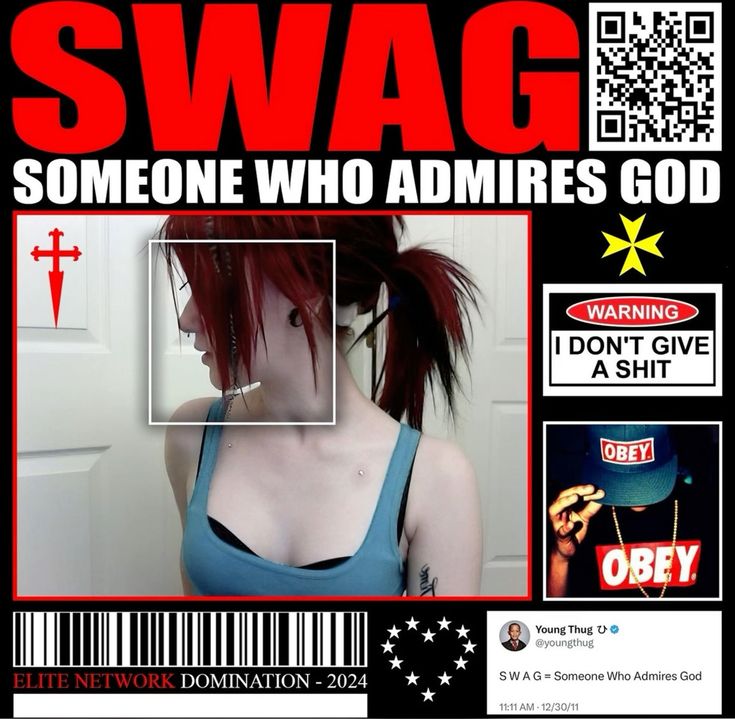 SWAG
SOMEONE WHO ADMIRES GOD
WARNING
I DON'T GIVE
A SHIT
OBEY
OBEY
ELITE NETWORK DOMINATION - 2024
Young Thug ひ
@youngthug
S W A G = Someone Who Admires God
11:11 AM · 12/30/11